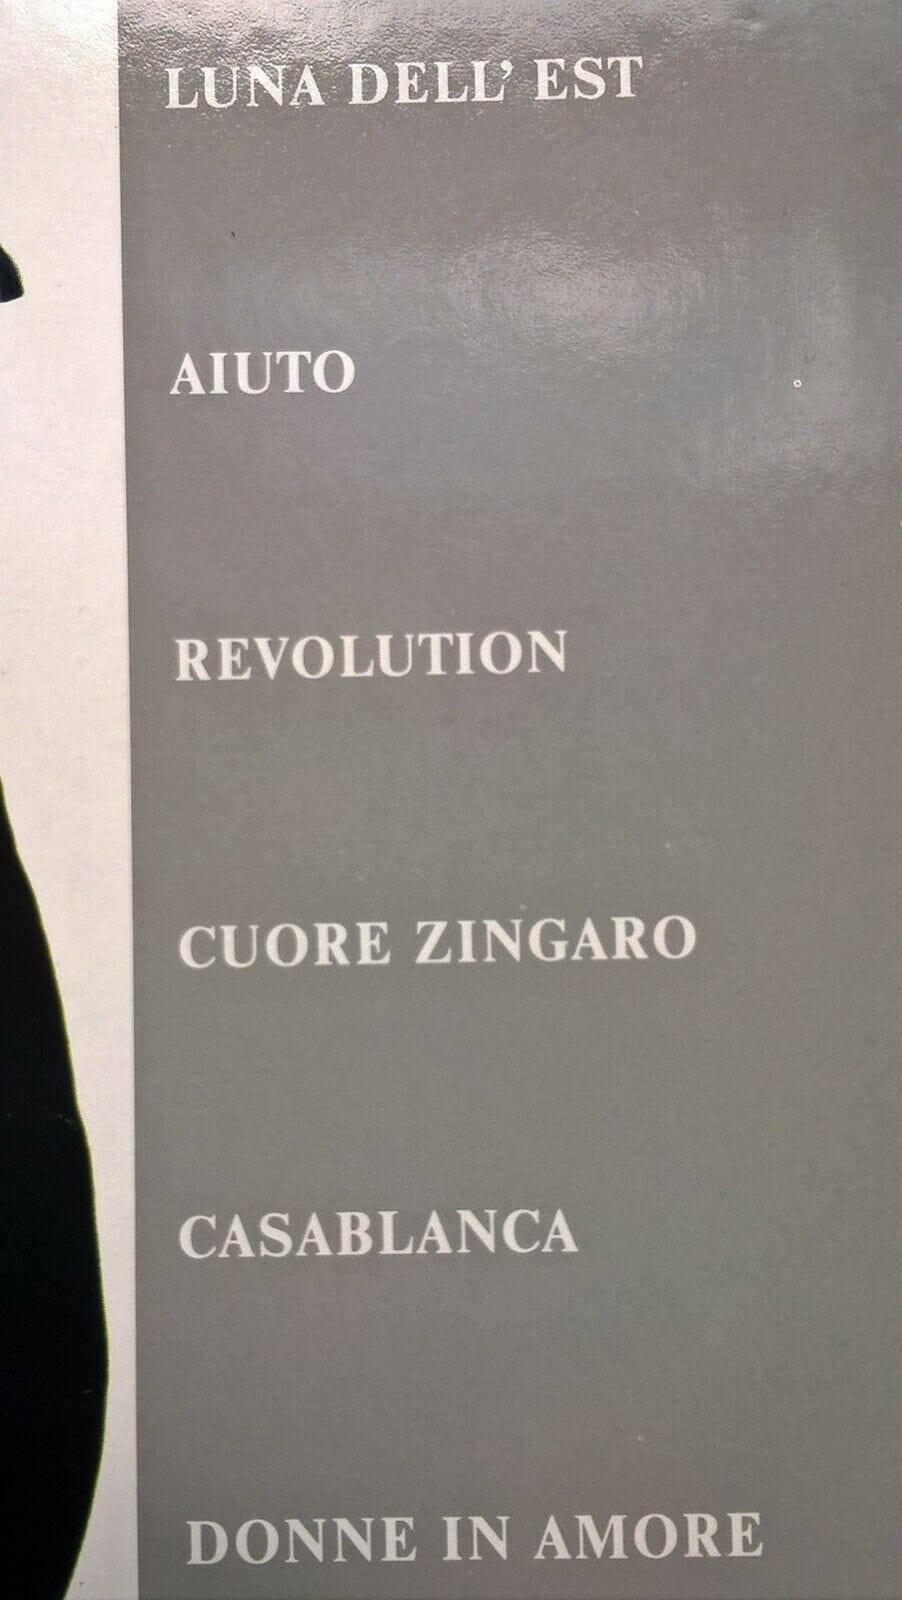 LUNA DELL' EST
AIUTO
REVOLUTION
CUORE ZINGARO
CASABLANCA
DONNE IN AMORE